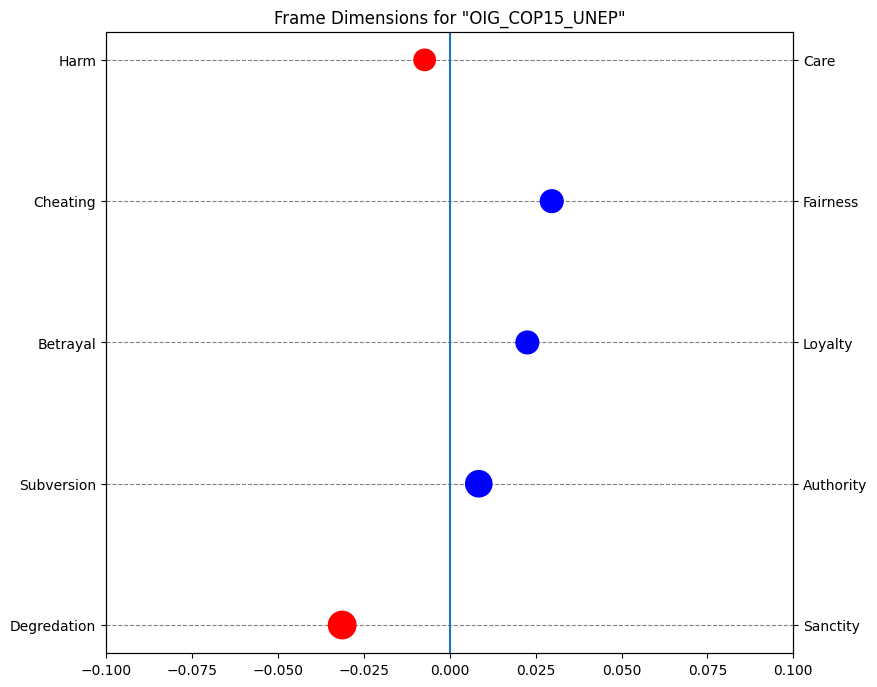 Frame Dimensions for "OIG_COP15_UNEP"
Harm Care
Cheating Fairness
Betrayal Loyalty
Subversion Authority
Degredation Sanctity
−0.100 −0.075 −0.050 −0.025 0.000 0.025 0.050 0.075 0.100